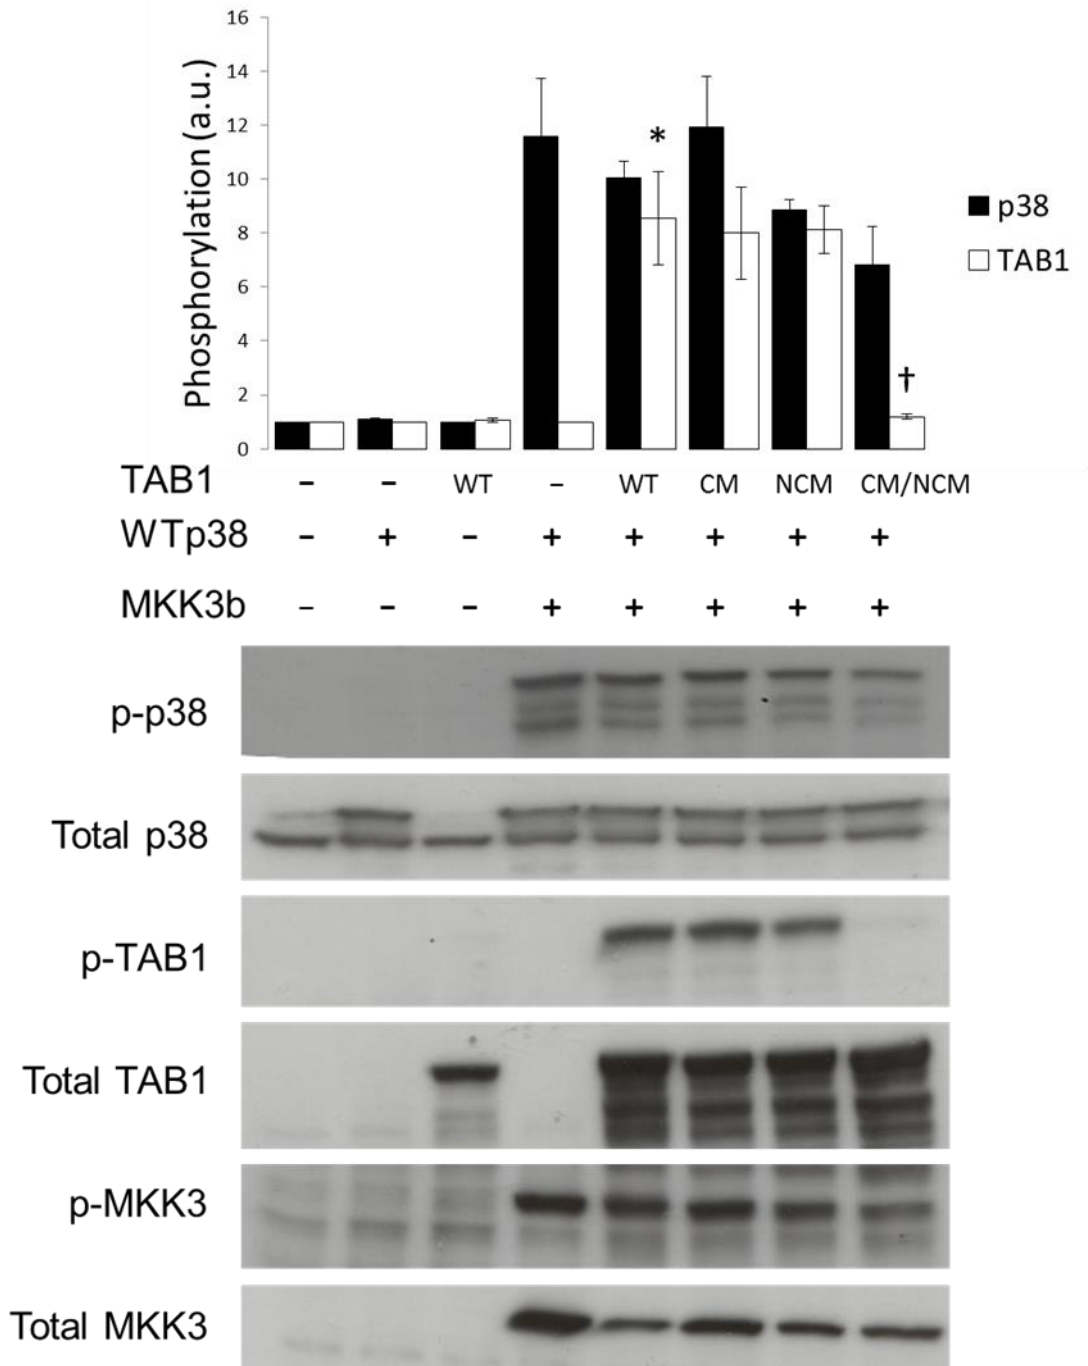 16
14
12
10
8
6
4
2
0
Phosphorylation (a.u.)
*
†
p38
TAB1
TAB1 – – WT – WT CM NCM CM/NCM
WTp38 – + – + + + + +
MKK3b – – – + + + + +
p-p38
Total p38
p-TAB1
Total TAB1
p-MKK3
Total MKK3